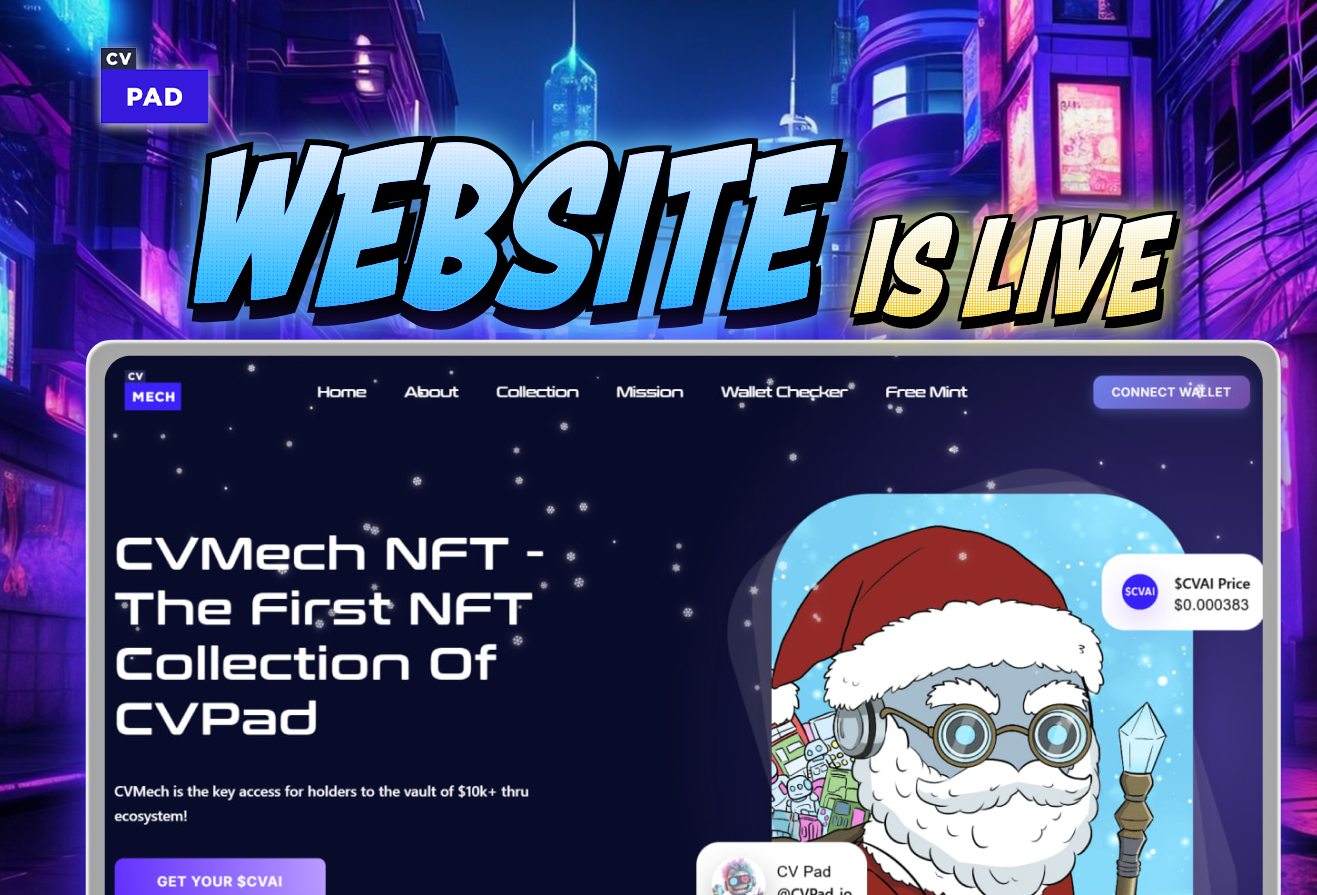 CV
PAD
WEBSITE IS LIVE
CV
MECH
Home About Collection Mission Wallet Checker Free Mint
CONNECT WALLET
CVMech NFT -
The First NFT
Collection Of
CVPad
$CVAI
$CVAI Price
$0.000383
CVMech is the key access for holders to the vault of $10k+ thru
ecosystem!
GET YOUR $CVAI
CV Pad
@CVPad_io